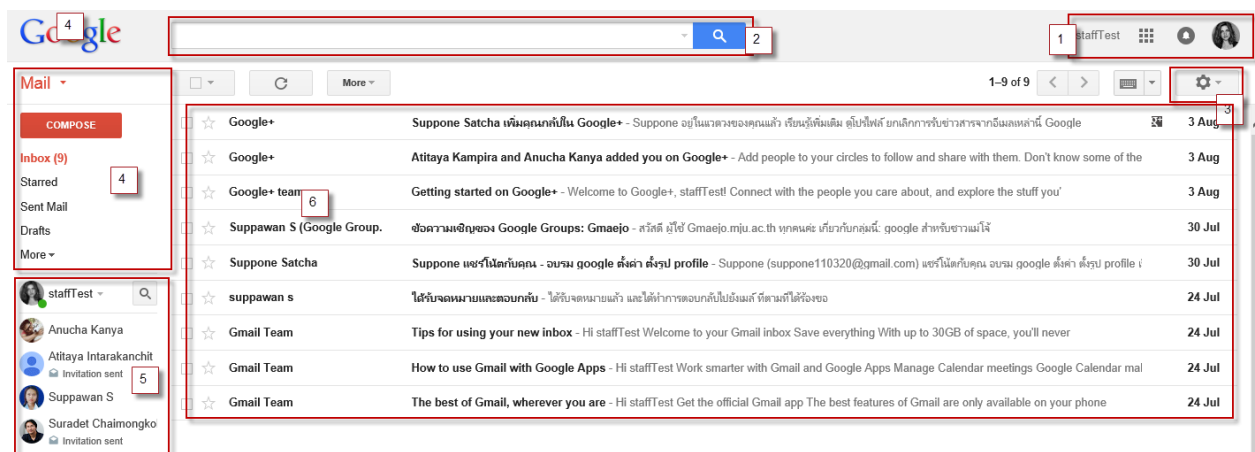 Google
4
2
1
staffTest
Mail
More
1–9 of 9
3
COMPOSE
Inbox (9)
Starred
Sent Mail
Drafts
More
4
staffTest
Anucha Kanya
Atitaya Intarakanchit
Invitation sent
5
Suppawan S
Suradet Chaimongko
Invitation sent
6
Google+ Suppone Satcha เพิ่มคุณกลับใน Google+ - Suppone อยู่ในแวดวงของคุณแล้ว เรียนรู้เพิ่มเติม ดูโปรไฟล์ ยกเลิกการรับข่าวสารจากอีเมลเหล่านี้ Google 3 Aug
Google+ Atitaya Kampira and Anucha Kanya added you on Google+ - Add people to your circles to follow and share with them. Don't know some of the 3 Aug
Google+ team Getting started on Google+ - Welcome to Google+, staffTest! Connect with the people you care about, and explore the stuff you' 3 Aug
Suppawan S (Google Group. ข้อความเชิญของ Google Groups: Gmaejo - สวัสดี ผู้ใช้ Gmaejo.mju.ac.th ทุกคนค่ะ เกี่ยวกับกลุ่มนี้: google สำหรับชาวแม่โจ้ 30 Jul
Suppone Satcha Suppone แชร์โน้ตกับคุณ - อบรม google ตั้งค่า ตั้งรูป profile - Suppone (suppone110320@gmail.com) แชร์โน้ตกับคุณ อบรม google ตั้งค่า ตั้งรูป profile 30 Jul
suppawan s ได้รับจดหมายและตอบกลับ - ได้รับจดหมายแล้ว และได้ทำการตอบกลับไปยังเมล์ ที่ตามที่ได้ร้องขอ 24 Jul
Gmail Team Tips for using your new inbox - Hi staffTest Welcome to your Gmail inbox Save everything With up to 30GB of space, you'll never 24 Jul
Gmail Team How to use Gmail with Google Apps - Hi staffTest Work smarter with Gmail and Google Apps Manage Calendar meetings Google Calendar mal 24 Jul
Gmail Team The best of Gmail, wherever you are - Hi staffTest Get the official Gmail app The best features of Gmail are only available on your phone 24 Jul